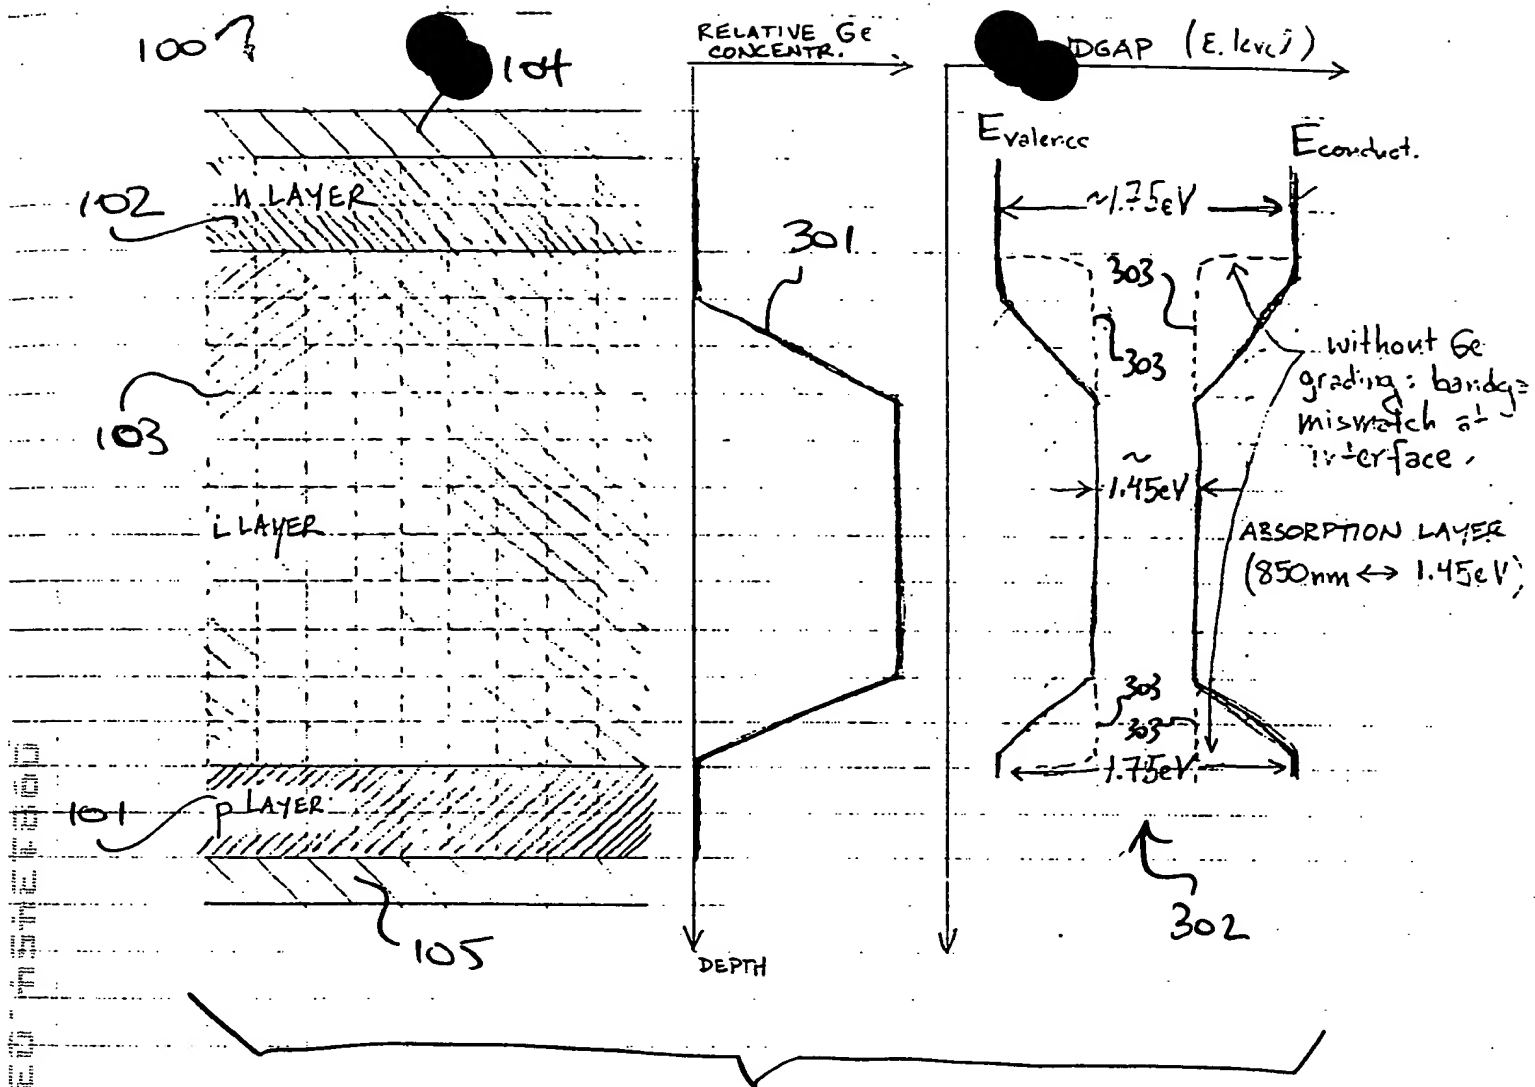 100
104
RELATIVE Ge
CONCENTR.
DGAP (E. level)
Evalence
Econduct.
102
n LAYER
~1.75eV
301
303
303
without Ge
grading: bandga
mismatch at
interface.
103
~
1.45eV
i LAYER
ABSORPTION LAYER
(850nm ↔ 1.45eV)
303
303
1.75eV
101
p LAYER
302
105
DEPTH